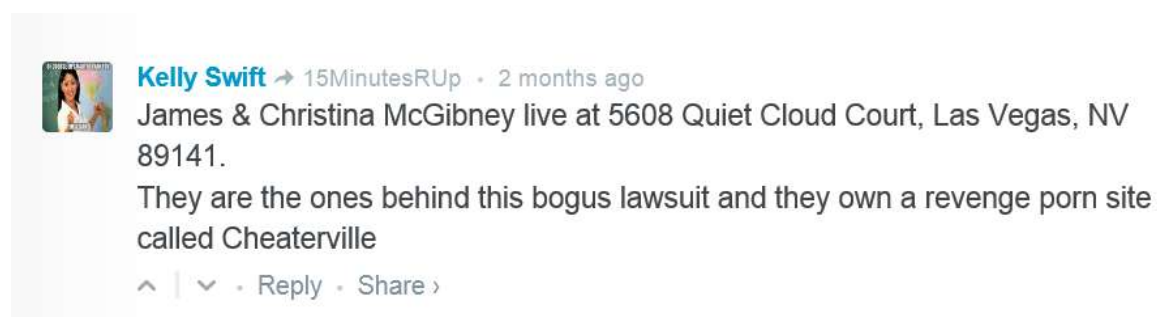 Kelly Swift → 15MinutesRUp • 2 months ago
James & Christina McGibney live at 5608 Quiet Cloud Court, Las Vegas, NV
89141.
They are the ones behind this bogus lawsuit and they own a revenge porn site
called Cheaterville
• Reply • Share ›